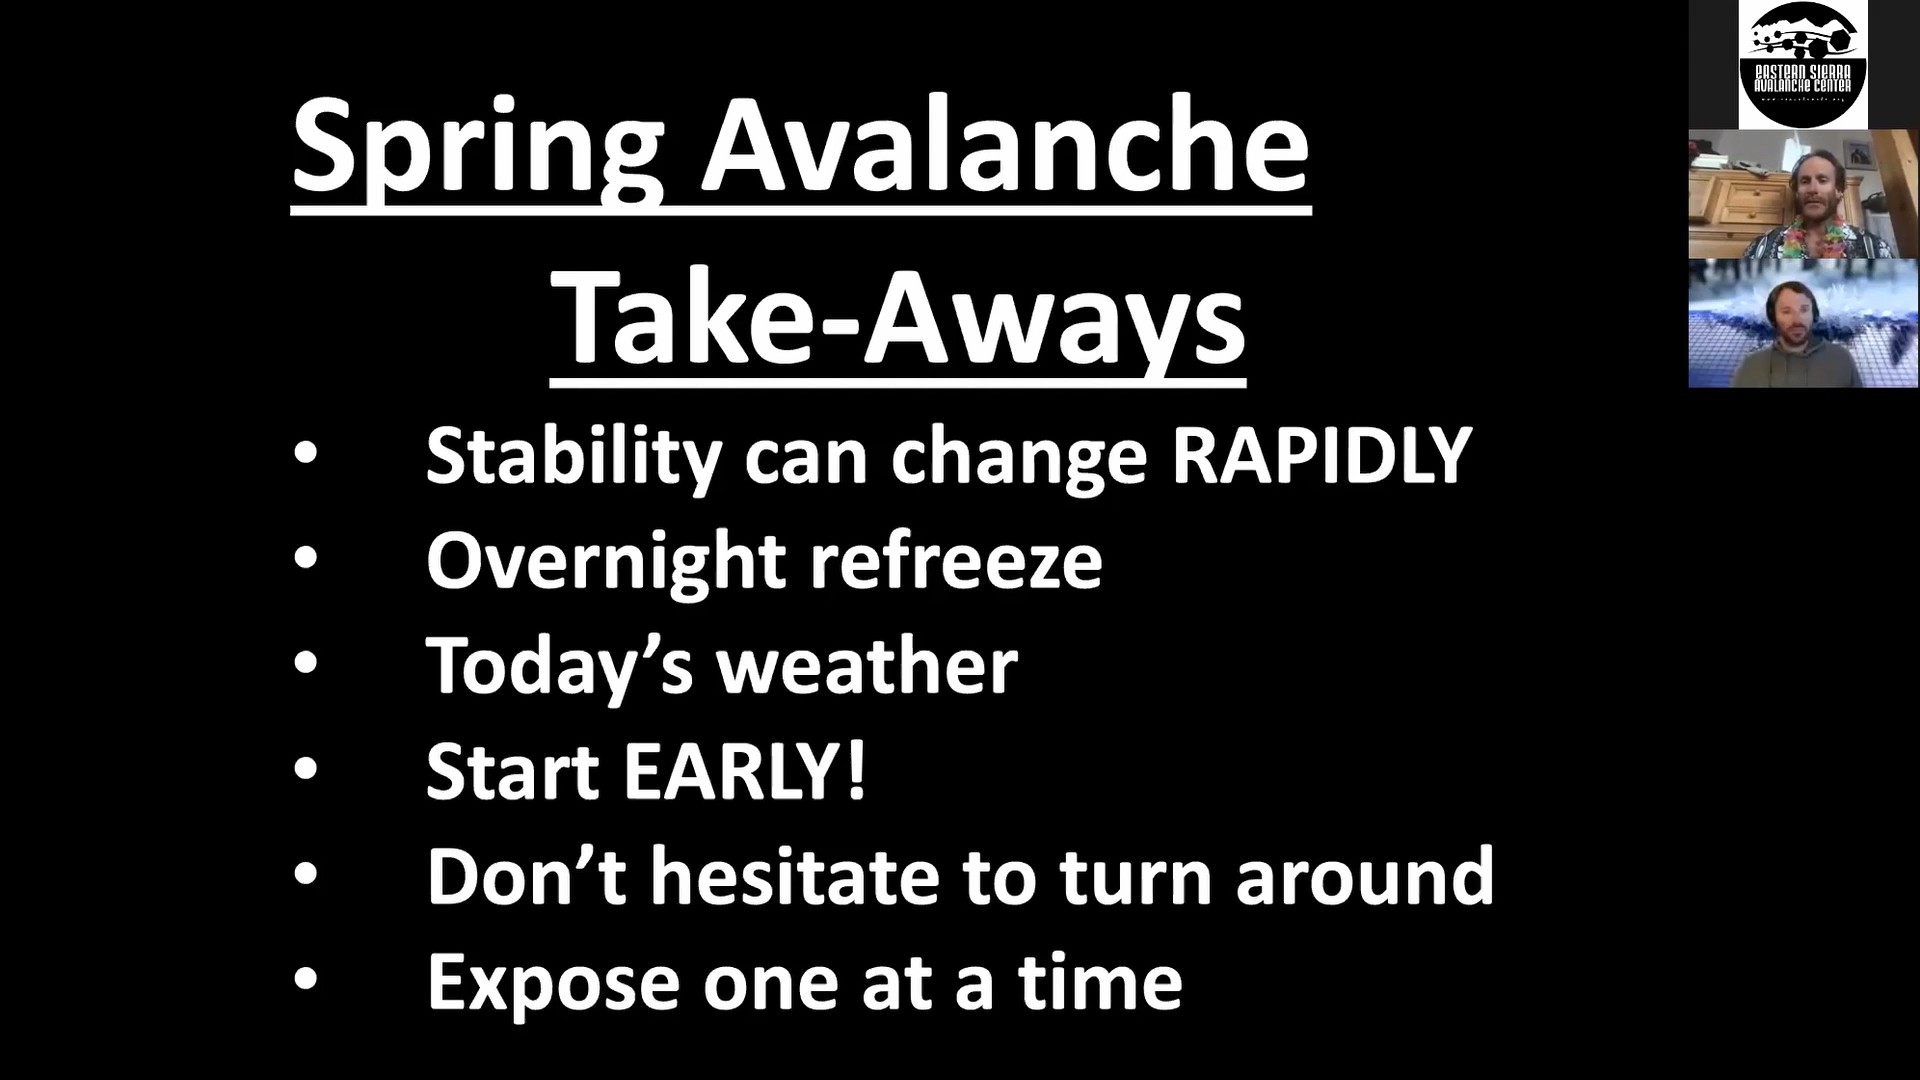 Spring Avalanche
Take-Aways
• Stability can change RAPIDLY
• Overnight refreeze
• Today’s weather
• Start EARLY!
• Don’t hesitate to turn around
• Expose one at a time
EASTERN SIERRA
AVALANCHE CENTER